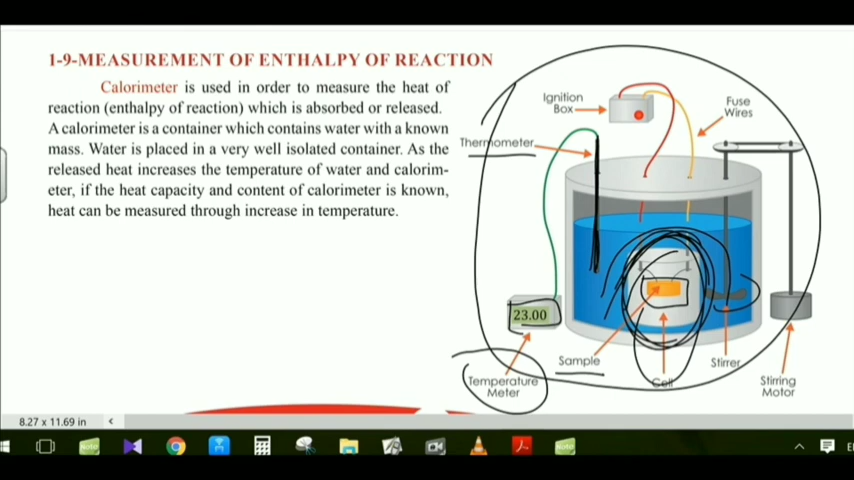 1-9-MEASUREMENT OF ENTHALPY OF REACTION
Calorimeter is used in order to measure the heat of
reaction (enthalpy of reaction) which is absorbed or released.
A calorimeter is a container which contains water with a known
mass. Water is placed in a very well isolated container. As the
released heat increases the temperature of water and calorim-
eter, if the heat capacity and content of calorimeter is known,
heat can be measured through increase in temperature.
Ignition
Box
Fuse
Wires
Thermometer
23.00
Sample
Cell
Stirrer
Temperature
Meter
Stirring
Motor
8.27 x 11.69 in